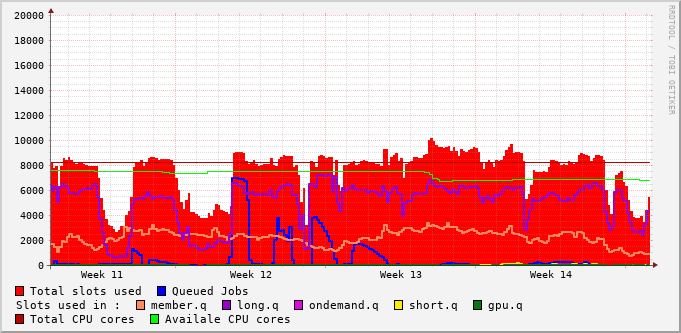 20000
18000
16000
14000
12000
10000
8000
6000
4000
2000
0
Week 11 Week 12 Week 13 Week 14
RRDTOOL / TOBI OETIKER
Total slots used Queued Jobs
Slots used in : member.q long.q ondemand.q short.q gpu.q
Total CPU cores Availale CPU cores